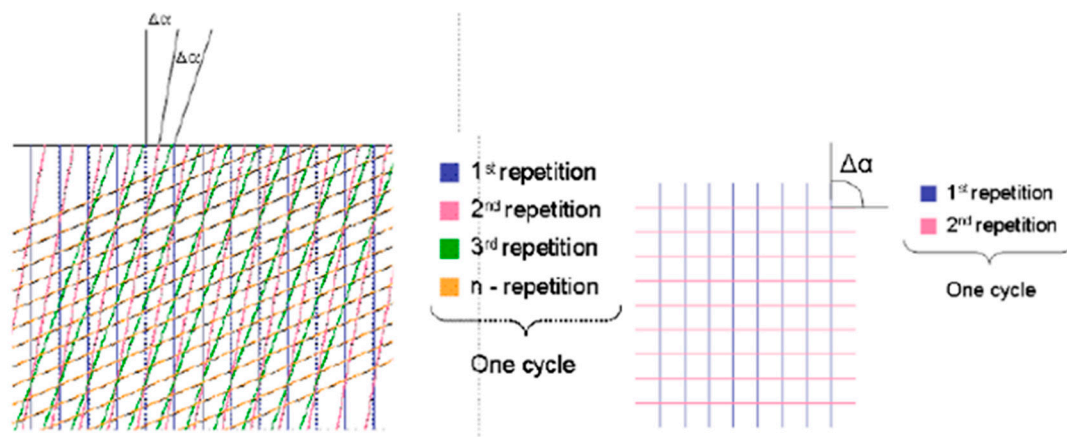 Δα
Δα
1st repetition
2nd repetition
3rd repetition
n - repetition
One cycle
Δα
1st repetition
2nd repetition
One cycle